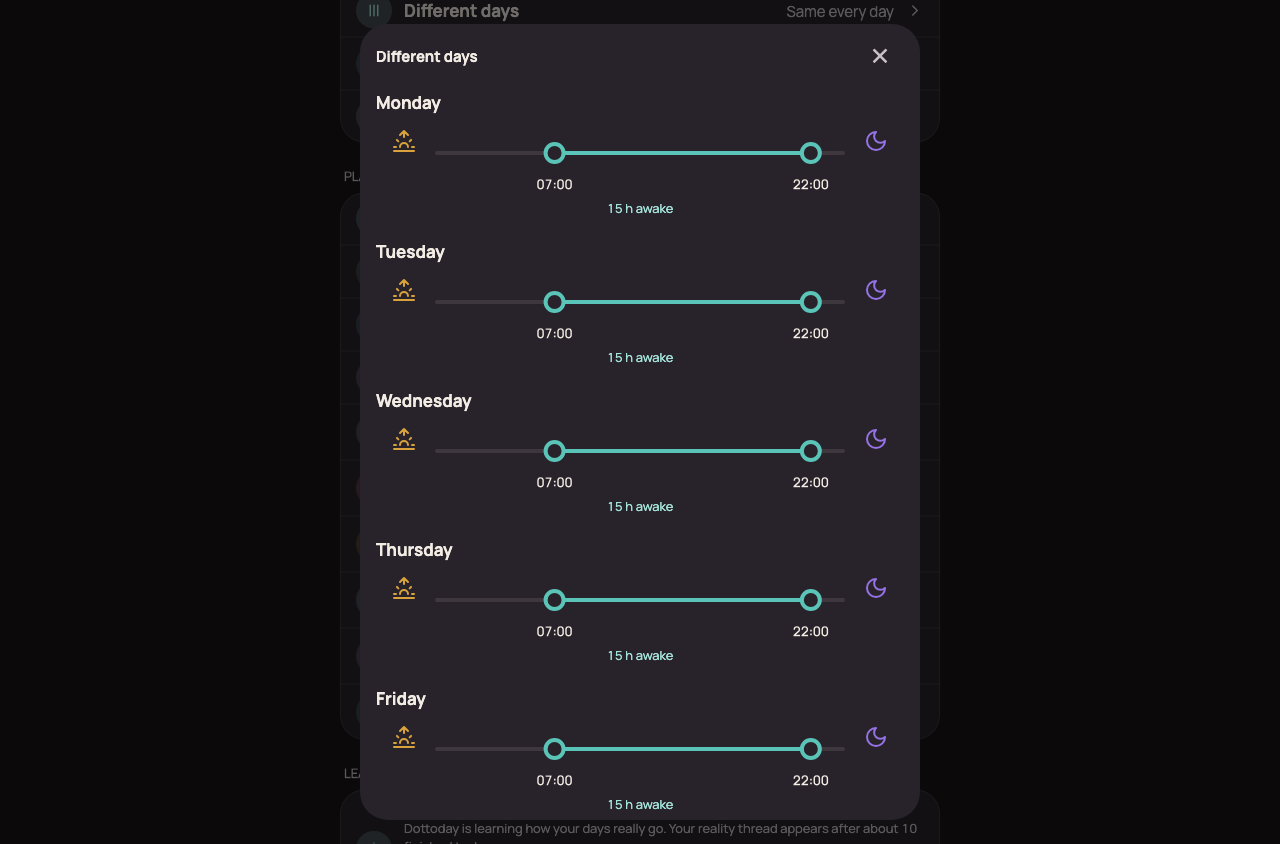 Different days
Same every day
Different days
Monday
07:00 22:00
15 h awake
Tuesday
07:00 22:00
15 h awake
Wednesday
07:00 22:00
15 h awake
Thursday
07:00 22:00
15 h awake
Friday
07:00 22:00
15 h awake
Dottoday is learning how your days really go. Your reality thread appears after about 10